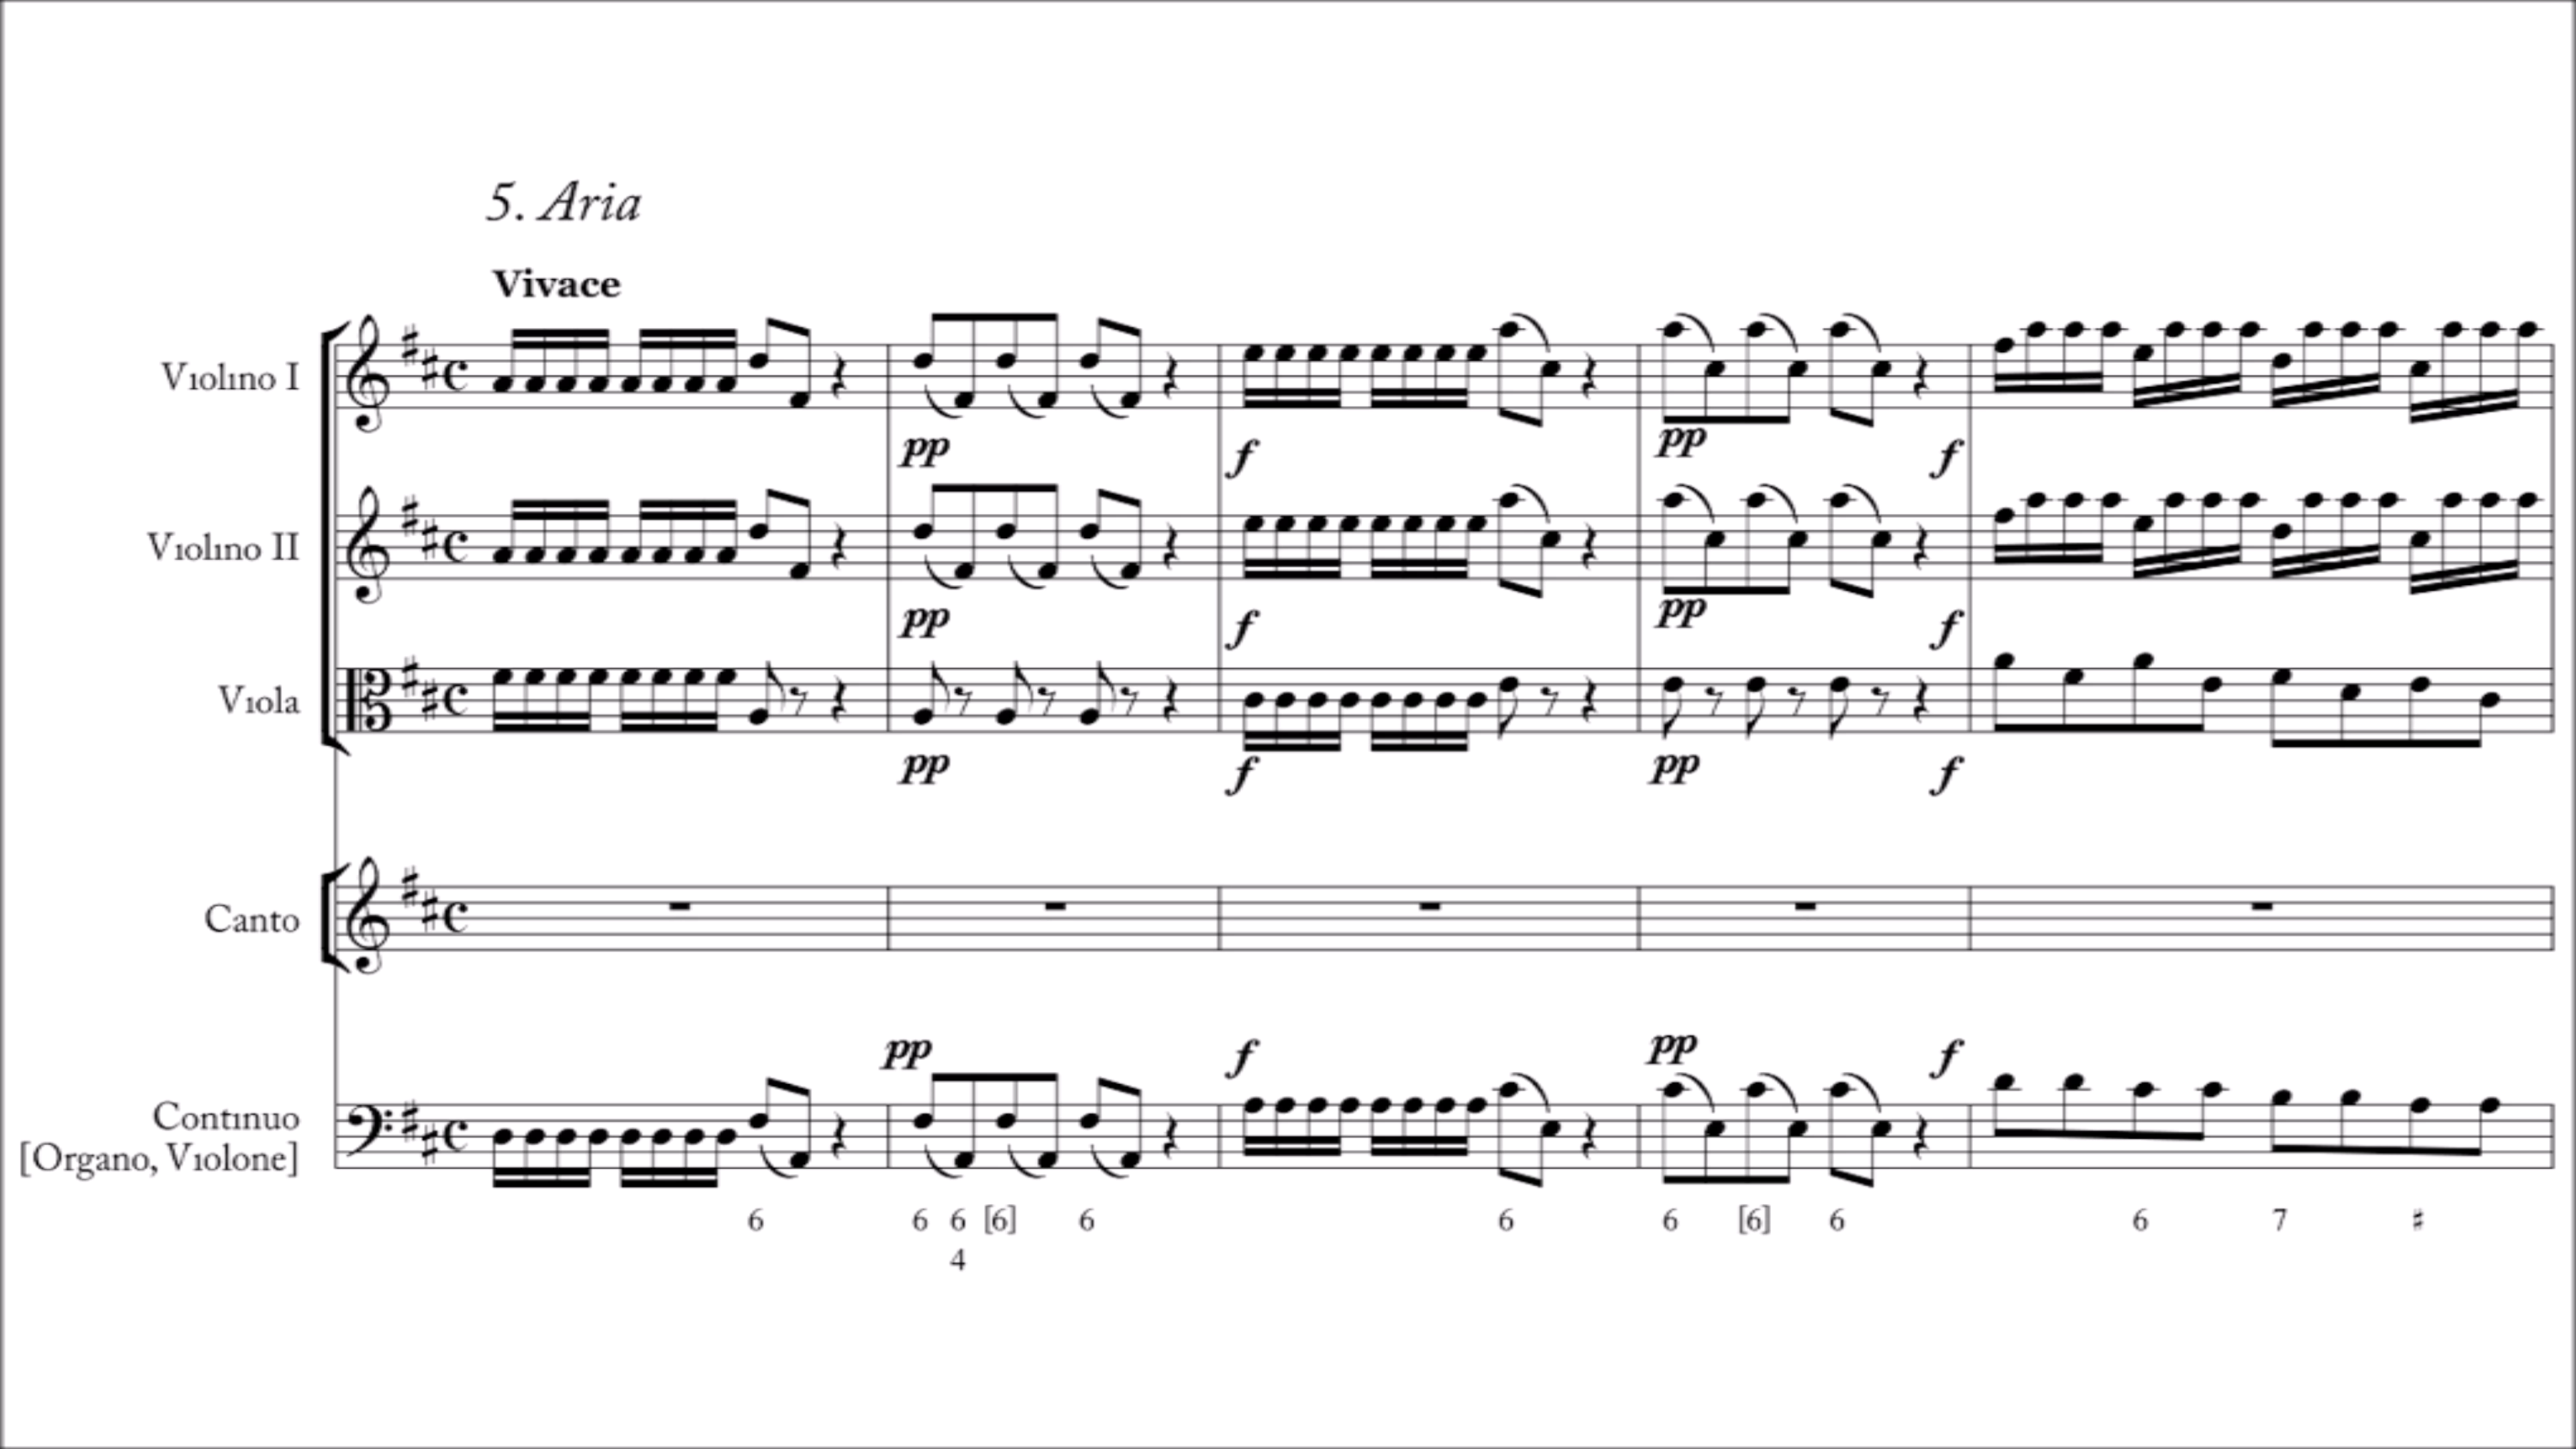 5. Aria
Vivace
Violino I
pp f pp f
Violino II
pp f pp f
Viola
pp f pp f
Canto
pp f pp f
Continuo
[Organo, Violone]
6 6 6 [6] 6 6 6 [6] 6 6 7 ♯
4